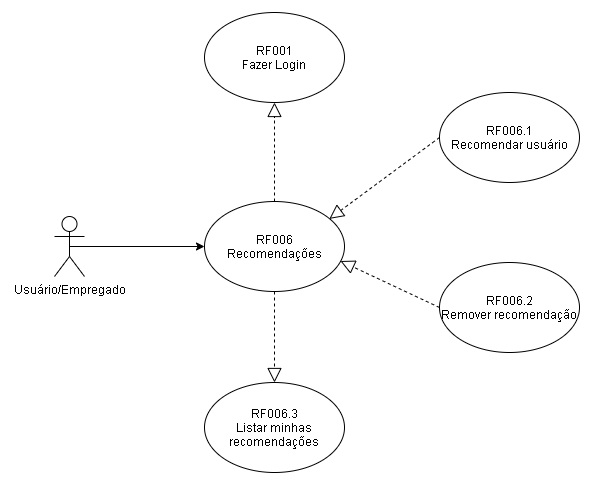 RF001
Fazer Login
RF006.1
Recomendar usuário
RF006
Recomendações
Usuário/Empregado
RF006.2
Remover recomendação
RF006.3
Listar minhas
recomendações